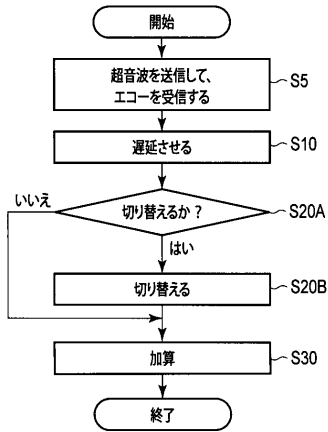 開始
超音波を送信して、
エコーを受信する
S5
遅延させる
S10
切り替えるか？
S20A
いいえ
はい
切り替える
S20B
加算
S30
終了